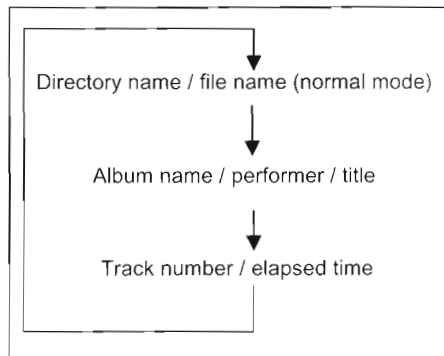 Directory name / file name (normal mode)
Album name / performer / title
Track number / elapsed time